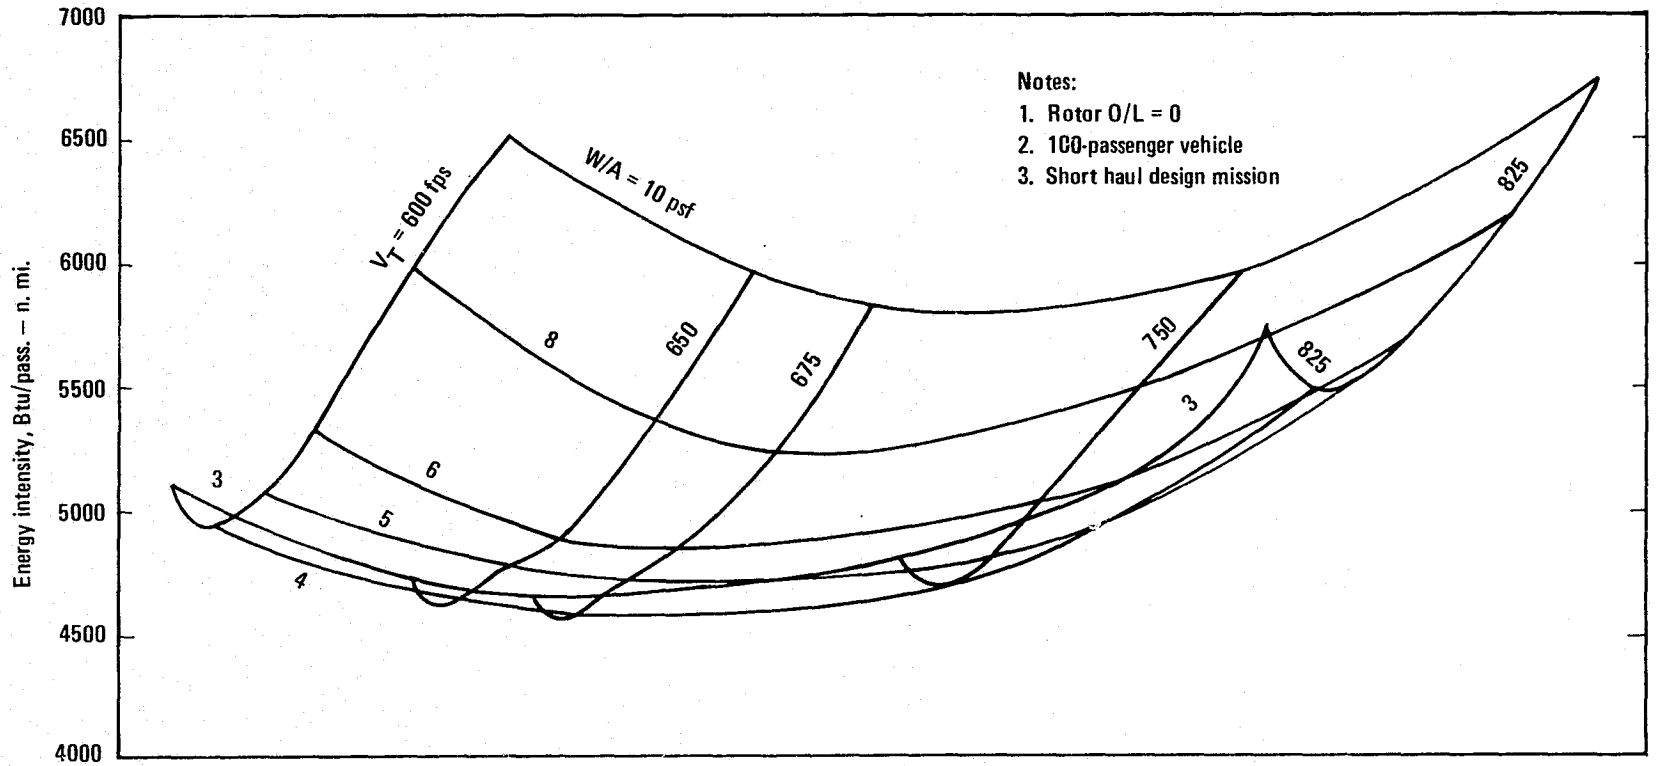 7000
6500
6000
5500
5000
4500
4000
Energy intensity, Btu/pass. – n. mi.
Notes:
1. Rotor O/L = 0
2. 100-passenger vehicle
3. Short haul design mission
V_T = 600 fps
W/A = 10 psf
825
8
650
675
750
825
3
3
6
5
4